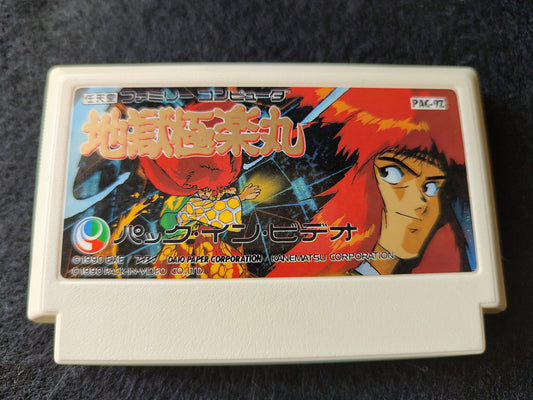 任天堂 ファミリーコンピュータ
PAC-9Z
地獄極楽丸
パック・イン・ビデオ
©1990 EXE / DAIO PAPER CORPORATION / KANEMATSU CORPORATION
©1990 PACK-IN-VIDEO CO.,LTD.